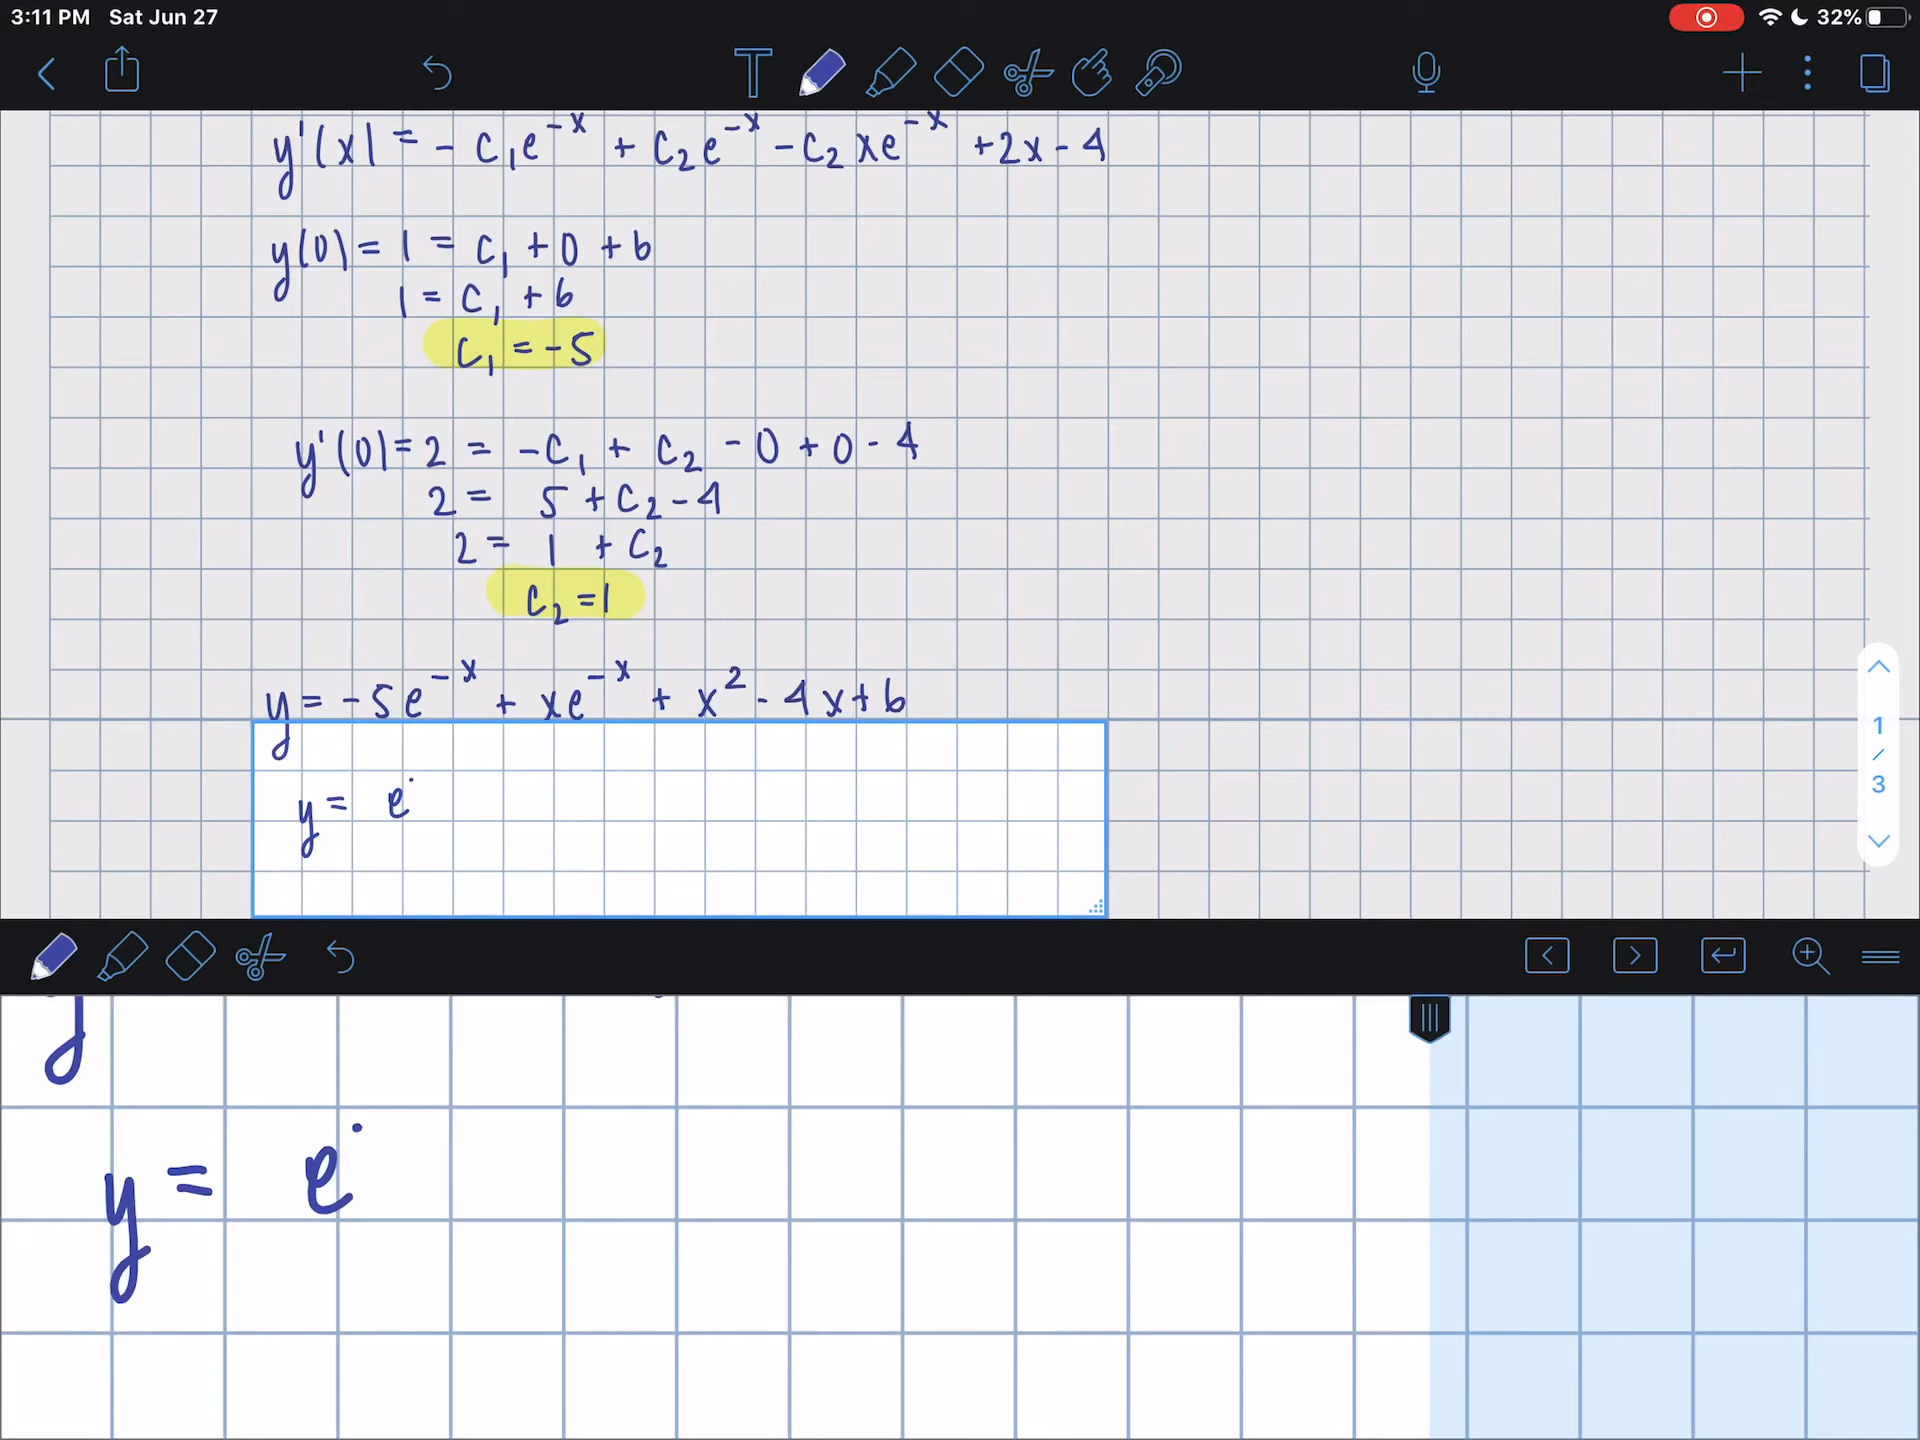 3:11 PM Sat Jun 27 32%
T
y'(x) = - c₁e⁻ˣ + c₂e⁻ˣ - c₂xe⁻ˣ + 2x - 4
y(0) = 1 = c₁ + 0 + 6
1 = c₁ + 6
c₁ = -5
y'(0) = 2 = -c₁ + c₂ - 0 + 0 - 4
2 = 5 + c₂ - 4
2 = 1 + c₂
c₂ = 1
y = -5e⁻ˣ + xe⁻ˣ + x² - 4x + 6
y = e
1
/
3
y
y = e